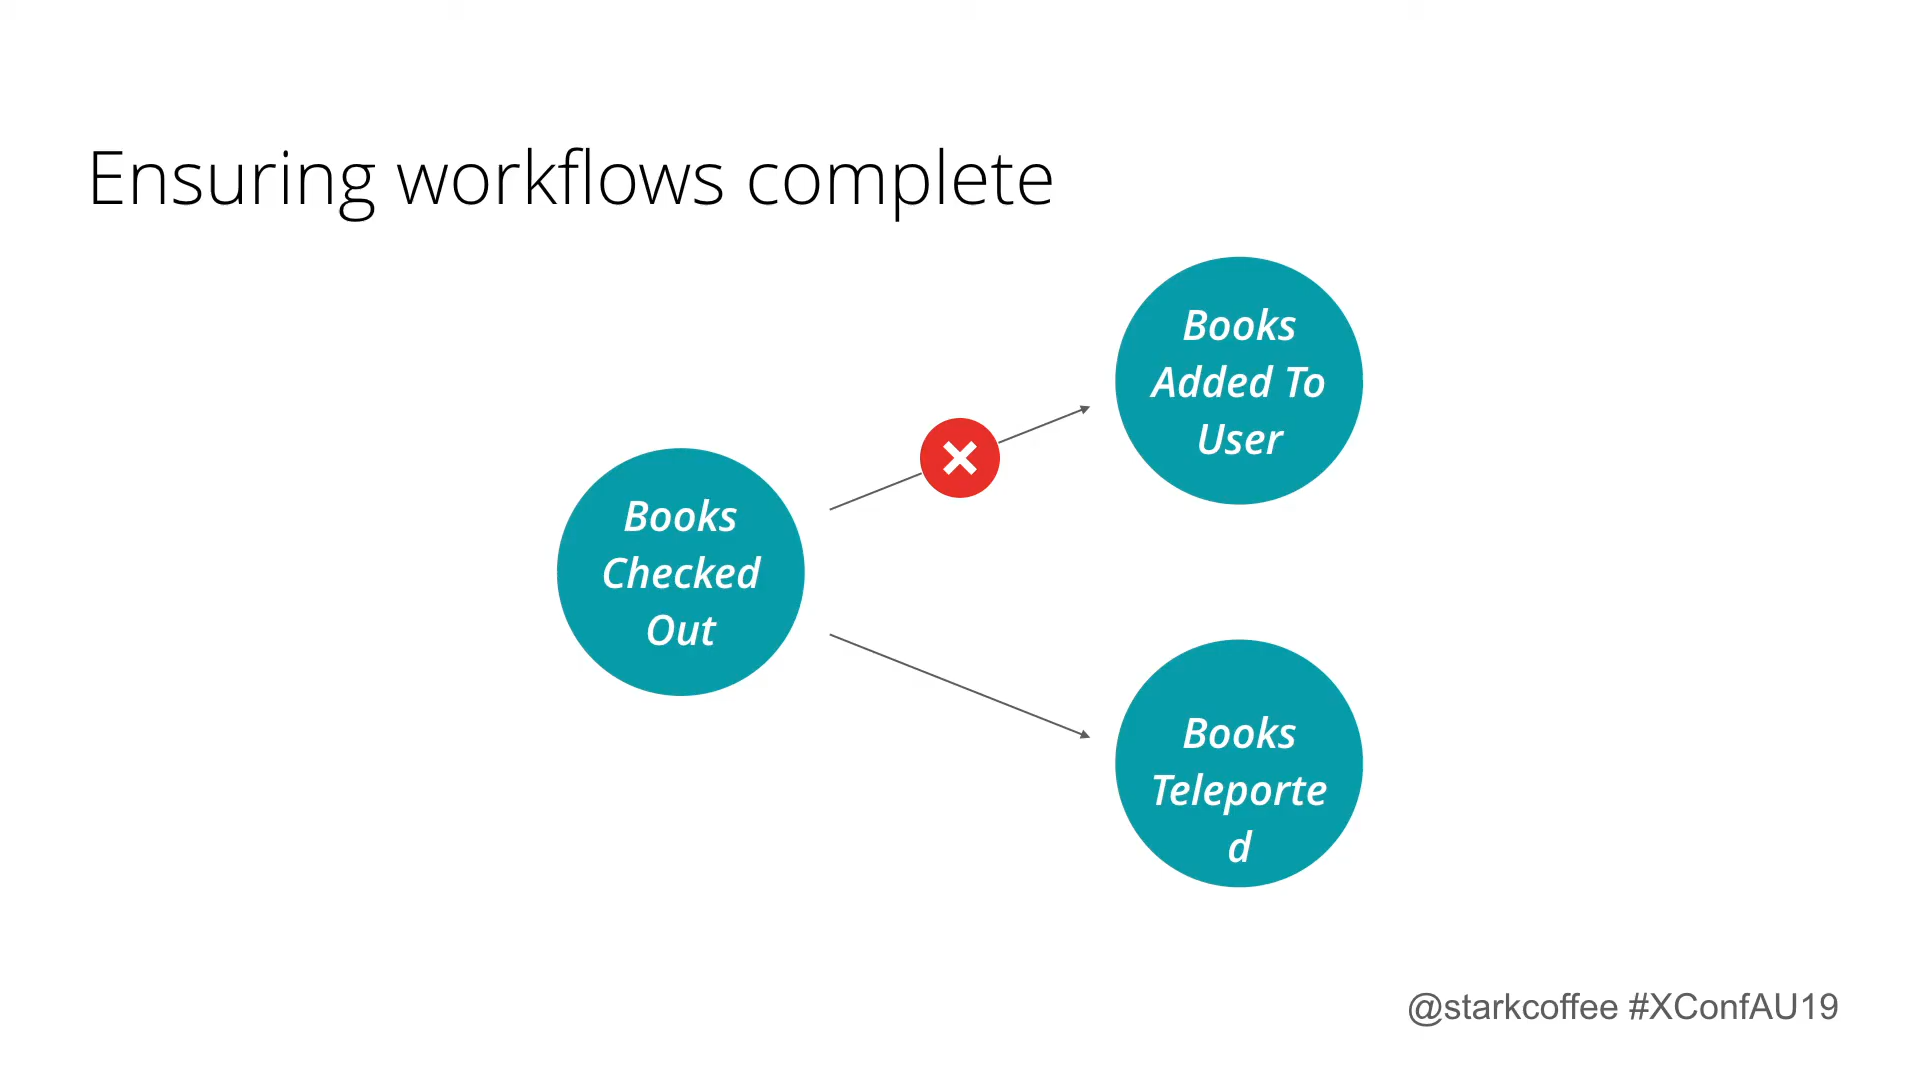 Ensuring workflows complete
Books
Added To
User
Books
Checked
Out
Books
Teleporte
d
@starkcoffee #XConfAU19